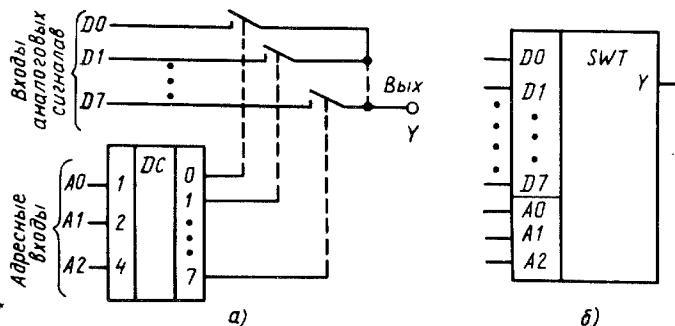 Входы
аналоговых
сигналав
D0
D1
D7
Вых
Y
Адресные
входы
A0
A1
A2
1
2
4
DC
0
1
7
а)
D0
D1
D7
A0
A1
A2
SWT
Y
б)